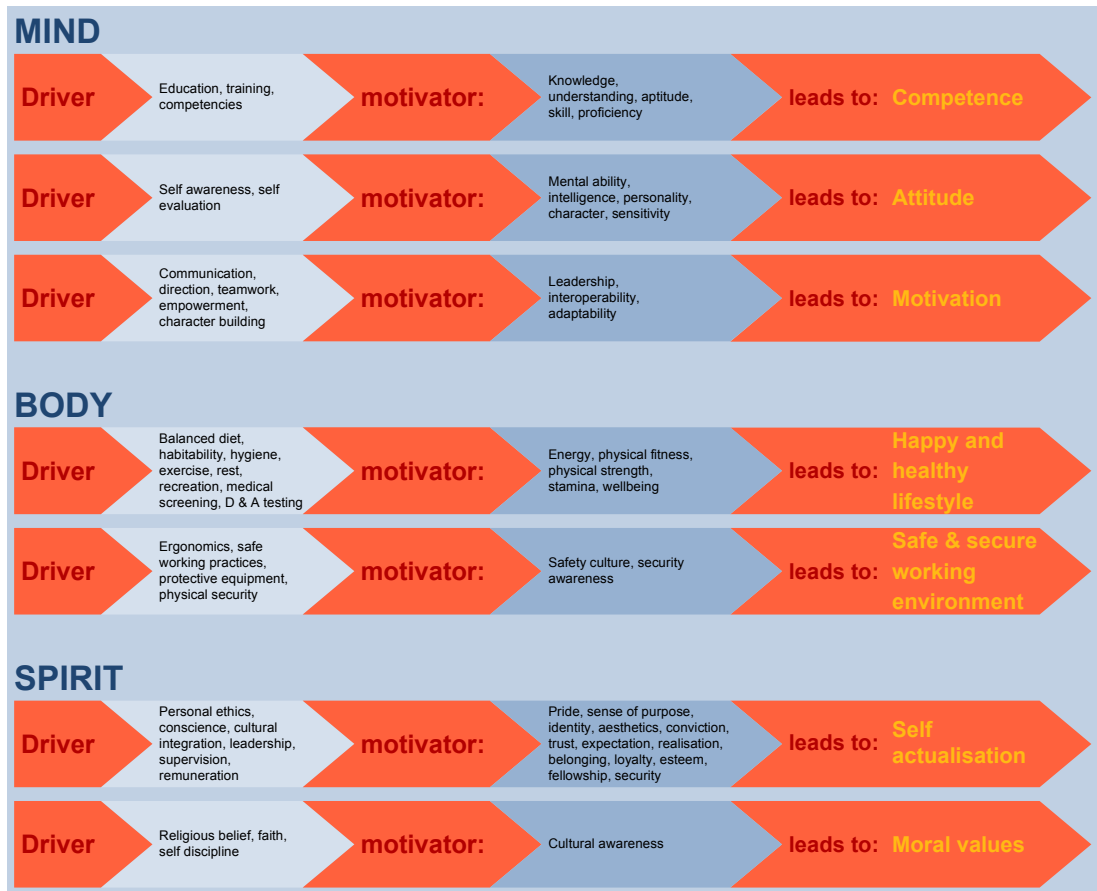 MIND
Driver
Education, training,
competencies
motivator:
Knowledge,
understanding, aptitude,
skill, proficiency
leads to:
Competence
Driver
Self awareness, self
evaluation
motivator:
Mental ability,
intelligence, personality,
character, sensitivity
leads to:
Attitude
Driver
Communication,
direction, teamwork,
empowerment,
character building
motivator:
Leadership,
interoperability,
adaptability
leads to:
Motivation
BODY
Driver
Balanced diet,
habitability, hygiene,
exercise, rest,
recreation, medical
screening, D & A testing
motivator:
Energy, physical fitness,
physical strength,
stamina, wellbeing
leads to:
Happy and
healthy
lifestyle
Driver
Ergonomics, safe
working practices,
protective equipment,
physical security
motivator:
Safety culture, security
awareness
leads to:
Safe & secure
working
environment
SPIRIT
Driver
Personal ethics,
conscience, cultural
integration, leadership,
supervision,
remuneration
motivator:
Pride, sense of purpose,
identity, aesthetics, conviction,
trust, expectation, realisation,
belonging, loyalty, esteem,
fellowship, security
leads to:
Self
actualisation
Driver
Religious belief, faith,
self discipline
motivator:
Cultural awareness
leads to:
Moral values